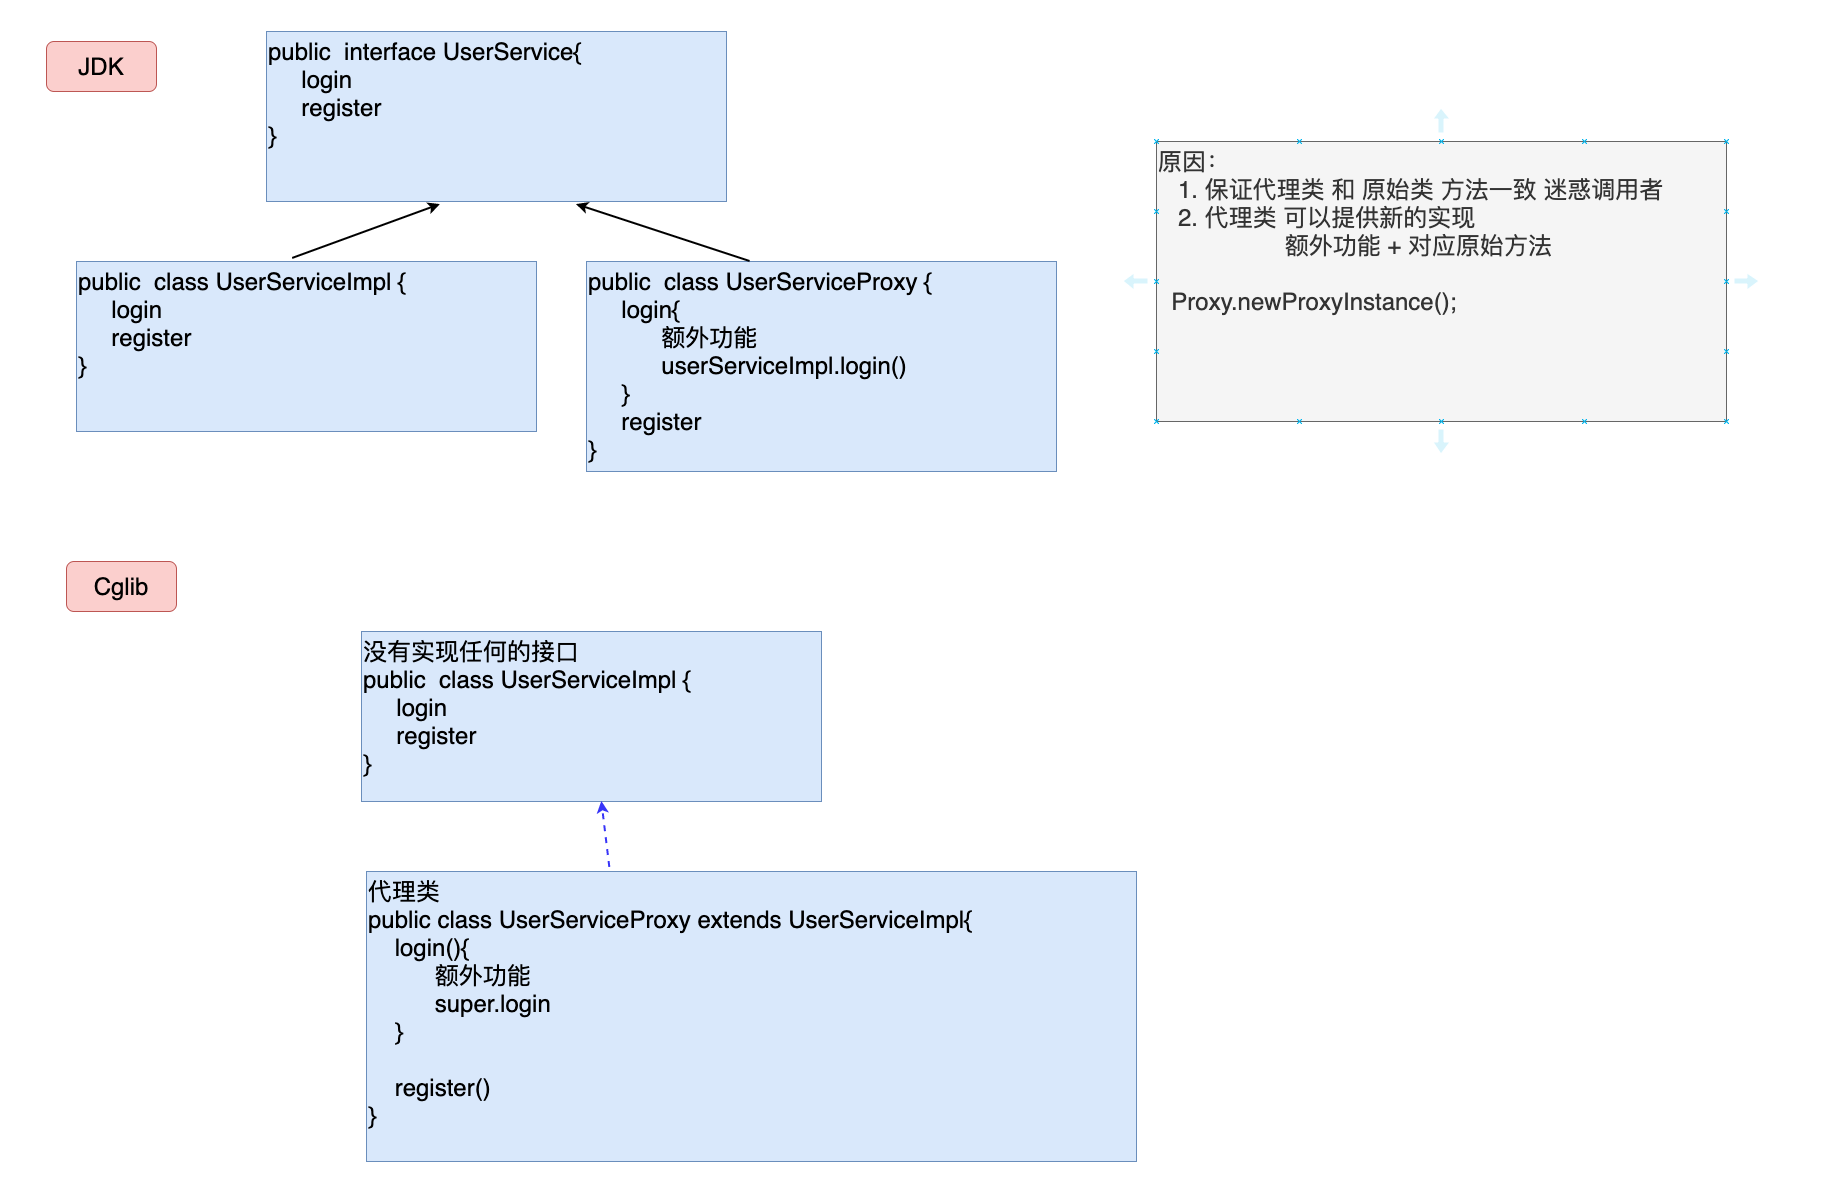 JDK
public  interface UserService{
login
register
}
public  class UserServiceImpl {
login
register
}
public  class UserServiceProxy {
login{
额外功能
userServiceImpl.login()
}
register
}
原因：
1. 保证代理类 和 原始类 方法一致 迷惑调用者
2. 代理类 可以提供新的实现
额外功能 + 对应原始方法
Proxy.newProxyInstance();
Cglib
没有实现任何的接口
public  class UserServiceImpl {
login
register
}
代理类
public class UserServiceProxy extends UserServiceImpl{
login(){
额外功能
super.login
}
register()
}